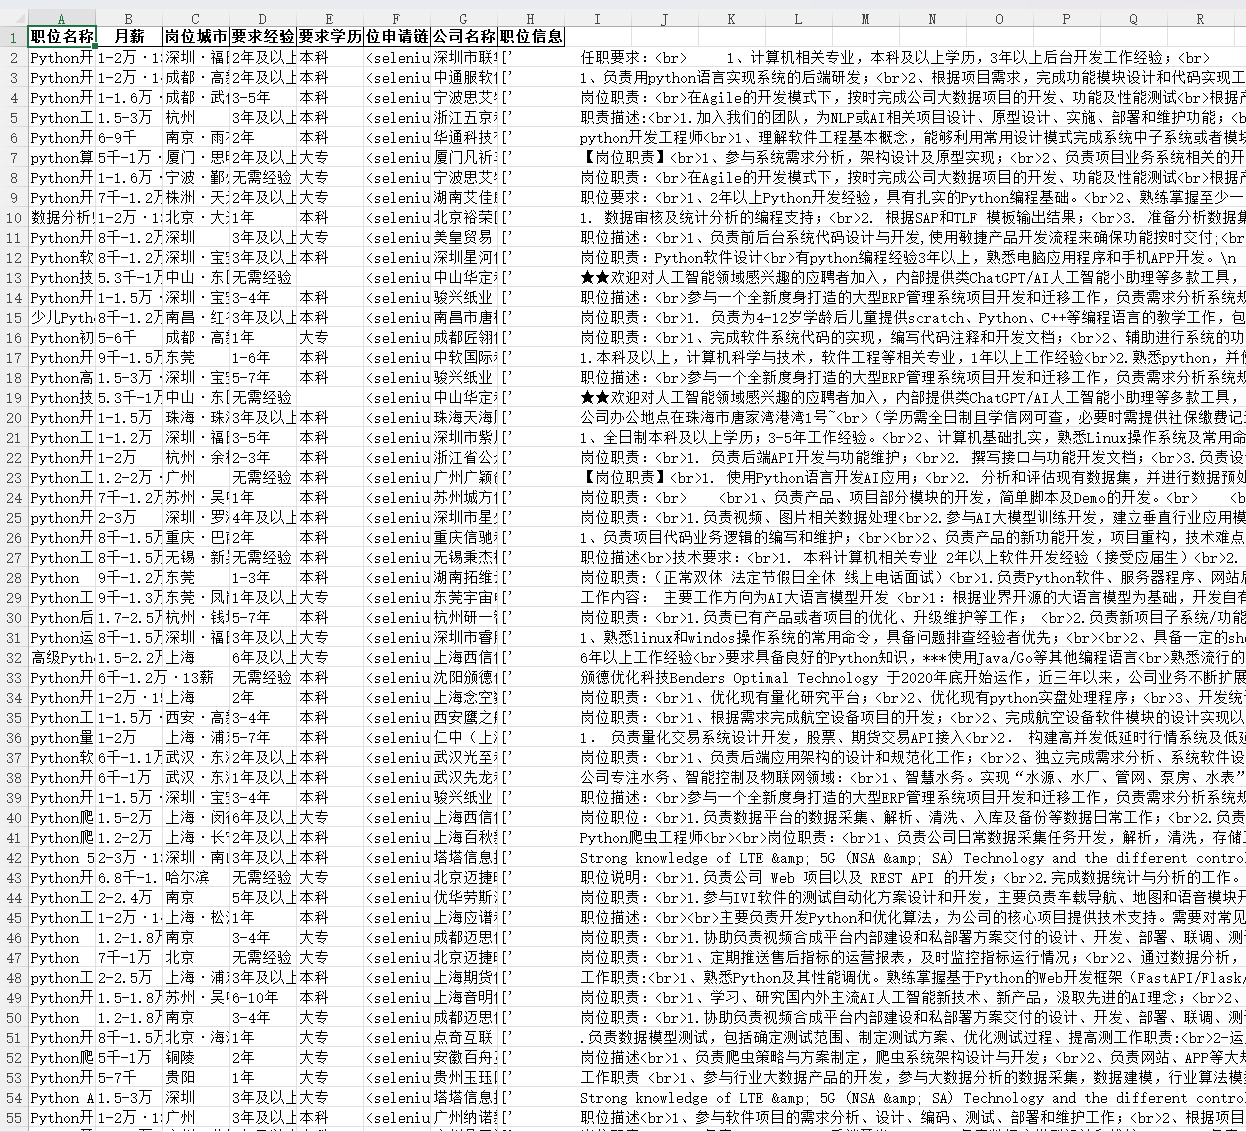 A B C D E F G H I J K L M N O P Q R
1 职位名称 月薪 岗位城市 要求经验 要求学历 位申请链 公司名称 职位信息
2 Python开 1-2万· 深圳·福 2年及以上 本科 <seleniu 深圳市联 [' 任职要求：<br> 1、计算机相关专业，本科及以上学历，3年以上后台开发工作经验；<br>
3 Python开 1-2万· 成都·高 2年及以上 本科 <seleniu 中通服软 [' 1、负责用python语言实现系统的后端研发；<br>2、根据项目需求，完成功能模块设计和代码实现工
4 Python开 1-1.6万· 成都·武 3-5年 本科 <seleniu 宁波思艾 [' 岗位职责：<br>在Agile的开发模式下，按时完成公司大数据项目的开发、功能及性能测试<br>根据产
5 Python工 1.5-3万 杭州 3年及以上 本科 <seleniu 浙江五京 [' 职责描述:<br>1.加入我们的团队，为NLP或AI相关项目设计、原型设计、实施、部署和维护功能；<b
6 Python开 6-9千 南京·雨 2年 本科 <seleniu 华通科技 [' python开发工程师<br>1、理解软件工程基本概念，能够利用常用设计模式完成系统中子系统或者模
7 python算 5千-1万· 厦门·思 2年及以上 大专 <seleniu 厦门凡祈 [' 【岗位职责】<br>1、参与系统需求分析，架构设计及原型实现；<br>2、负责项目业务系统相关的开
8 Python开 1-1.6万· 宁波·鄞 无需经验 大专 <seleniu 宁波思艾 [' 岗位职责：<br>在Agile的开发模式下，按时完成公司大数据项目的开发、功能及性能测试<br>根据产
9 Python开 7千-1.2万 株洲·天 2年及以上 大专 <seleniu 湖南艾佳 [' 职位要求：<br>1、2年以上Python开发经验，具有扎实的Python编程基础。<br>2、熟练掌握至少一
10 数据分析 1-2万· 北京·大 1年 本科 <seleniu 北京裕荣 [' 1. 数据审核及统计分析的编程支持；<br>2. 根据SAP和TLF 模板输出结果；<br>3. 准备分析数据集
11 Python开 8千-1.2万 深圳 3年及以上 大专 <seleniu 美皇贸易 [' 职位描述：<br>1、负责前后台系统代码设计与开发,使用敏捷产品开发流程来确保功能按时交付;<br
12 Python软 8千-1.2万 深圳·宝 3年及以上 大专 <seleniu 深圳星河 [' 职位描述：Python软件设计<br>有python编程经验3年以上，熟悉电脑应用程序和手机APP开发。\n
13 Python技 5.3千-1万 中山·东 无需经验 <seleniu 中山华定 [' ★★欢迎对人工智能领域感兴趣的应聘者加入，内部提供类ChatGPT/AI人工智能小助理等多款工具，
14 Python开 1-1.5万· 深圳·宝 3-4年 本科 <seleniu 骏兴纸业 [' 职位描述：<br>参与一个全新度身打造的大型ERP管理系统项目开发和迁移工作，负责需求分析系统规
15 少儿Pyth 8千-1.2万 南昌·红 3年及以上 本科 <seleniu 南昌市唐 [' 1. 负责为4-12岁学龄后儿童提供scratch、Python、C++等编程语言的教学工作，包
16 Python初 5-6千 成都·高 1年 大专 <seleniu 成都匠翎 [' 岗位职责：<br>1、完成软件系统代码的实现，编写代码注释和开发文档；<br>2、辅助进行系统的功
17 Python开 9千-1.5万 东莞 1-6年 本科 <seleniu 中软国际 [' 1.本科及以上，计算机科学与技术，软件工程等相关专业，1年以上工作经验<br>2.熟悉python，并
18 Python高 1.5-3万· 深圳·宝 5-7年 本科 <seleniu 骏兴纸业 [' 职位描述：<br>参与一个全新度身打造的大型ERP管理系统项目开发和迁移工作，负责需求分析系统规
19 Python技 5.3千-1万 中山·东 无需经验 <seleniu 中山华定 [' ★★欢迎对人工智能领域感兴趣的应聘者加入，内部提供类ChatGPT/AI人工智能小助理等多款工具，
20 Python开 1-1.5万 珠海·珠 3年及以上 本科 <seleniu 珠海天海 [' 公司办公地点在珠海市唐家湾港湾1号~<br>（学历需全日制且学信网可查，必要时需提供社保缴费记
21 Python工 1-1.2万 深圳·福 3-5年 本科 <seleniu 深圳市紫 [' 1、全日制本科及以上学历；3-5年工作经验。<br>2、计算机基础扎实，熟悉Linux操作系统及常用命
22 Python开 1-2万 杭州·余 2-3年 本科 <seleniu 浙江省公 [' 岗位职责：<br>1. 负责后端API开发与功能维护；<br>2. 撰写接口与功能开发文档；<br>3.负责设
23 Python工 1.2-2万· 广州 无需经验 本科 <seleniu 广州广颖 [' 【岗位职责】<br>1. 使用Python语言开发AI应用；<br>2. 分析和评估现有数据集，并进行数据预处
24 Python开 7千-1.2万 苏州·吴 1年 本科 <seleniu 苏州城方 [' 岗位职责：<br> <br>1、负责产品、项目部分模块的开发，简单脚本及Demo的开发。<br> <b
25 python开 2-3万 深圳·罗 4年及以上 本科 <seleniu 深圳市星 [' 岗位职责：<br>1.负责视频、图片相关数据处理<br>2.参与AI大模型训练开发，建立垂直行业应用模
26 Python开 8千-1.5万 重庆·巴 2年 本科 <seleniu 重庆信驰 [' 1、负责项目代码业务逻辑的编写和维护；<br><br>2、负责产品的新功能开发，项目重构，技术难点
27 Python工 8千-1.5万 无锡·新 无需经验 本科 <seleniu 无锡秉杰 [' 职位描述<br>技术要求：<br>1. 本科计算机相关专业 2年以上软件开发经验（接受应届生）<br>2.
28 Python 9千-1.2万 东莞 1-3年 本科 <seleniu 湖南拓维 [' 岗位职责:（正常双休 法定节假日全休 线上电话面试）<br>1.负责Python软件、服务器程序、网站后
29 Python工 9千-1.3万 东莞·凤 1年及以上 大专 <seleniu 东莞宇宙 [' 工作内容： 主要工作方向为AI大语言模型开发 <br>1：根据业界开源的大语言模型为基础，开发自有
30 Python后 1.7-2.5万 杭州·钱 5-7年 本科 <seleniu 杭州研一 [' 岗位职责：<br>1.负责已有产品或者项目的优化、升级维护等工作； <br>2.负责新项目子系统/功能
31 Python运 8千-1.5万 深圳·福 3年及以上 大专 <seleniu 深圳市睿 [' 1、熟悉linux和windos操作系统的常用命令，具备问题排查经验者优先；<br><br>2、具备一定的she
32 高级Pyth 1.5-2.2万 上海 6年及以上 大专 <seleniu 上海西信 [' 6年以上工作经验<br>要求具备良好的Python知识，***使用Java/Go等其他编程语言<br>熟悉流行的
33 Python开 6千-1.2万·13薪 无需经验 本科 <seleniu 沈阳颁德 [' 颁德优化科技Benders Optimal Technology 于2020年底开始运作，近三年以来，公司业务不断扩展
34 Python开 1-2万·1 上海 2年 本科 <seleniu 上海念空 [' 岗位职责：<br>1、优化现有量化研究平台；<br>2、优化现有python实盘处理程序；<br>3、开发统
35 Python工 1-1.5万· 西安·高 3-4年 本科 <seleniu 西安鹰之 [' 岗位职责：<br>1、根据需求完成航空设备项目的开发；<br>2、完成航空设备软件模块的设计实现以
36 python量 1-2万 上海·浦 5-7年 本科 <seleniu 仁中（上 [' 1. 负责量化交易系统设计开发，股票、期货交易API接入<br>2. 构建高并发低延时行情系统及低延
37 Python软 6千-1.1万 武汉·东 2年及以上 本科 <seleniu 武汉光至 [' 岗位职责：<br>1、负责后端应用架构的设计和规范化工作；<br>2、独立完成需求分析、系统软件设
38 Python开 6千-1万 武汉·东 1年及以上 本科 <seleniu 武汉先龙 [' 公司专注水务、智能控制及物联网领域：<br>1、智慧水务。实现“水源、水厂、管网、泵房、水表”
39 Python开 1-1.5万· 深圳·宝 3-4年 本科 <seleniu 骏兴纸业 [' 职位描述：<br>参与一个全新度身打造的大型ERP管理系统项目开发和迁移工作，负责需求分析系统规
40 Python爬 1.5-2万· 上海·闵 6年及以上 大专 <seleniu 上海西信 [' 岗位职位：<br>1.负责数据平台的数据采集、解析、清洗、入库及备份等数据日常工作；<br>2.负责
41 Python爬 1.2-2万 上海·长 2年及以上 本科 <seleniu 上海百秋 [' Python爬虫工程师<br><br>岗位职责：<br>1、负责公司日常数据采集任务开发，解析，清洗，存储
42 Python 5 2-3万· 深圳·南 3年及以上 本科 <seleniu 塔塔信息 [' Strong knowledge of LTE &amp; 5G (NSA &amp; SA) Technology and the different contro
43 Python开 6.8千-1. 哈尔滨 无需经验 本科 <seleniu 北京迈捷 [' 职位说明：<br>1.负责公司 Web 项目以及 REST API 的开发；<br>2.完成数据统计与分析的工作。
44 Python工 2-2.4万 南京 5年及以上 本科 <seleniu 优华劳斯 [' 岗位职责：<br>1.参与IVI软件的测试自动化方案设计和开发，主要负责车载导航、地图和语音模块开
45 Python工 1-2万· 上海·松 1年 本科 <seleniu 上海应谱 [' 职位描述：<br><br>主要负责开发Python和优化算法，为公司的核心项目提供技术支持。需要对常见
46 Python 1.2-1.8万 南京 3-4年 大专 <seleniu 成都迈思 [' 岗位职责：<br>1.协助负责视频合成平台内部建设和私部署方案交付的设计、开发、部署、联调、测
47 Python 7千-1万 北京 无需经验 大专 <seleniu 北京迈捷 [' 岗位职责：<br>1、定期推送售后指标的运营报表，及时监控指标运行情况；<br>2、通过数据分析，
48 python工 2-2.5万 上海·浦 3年及以上 本科 <seleniu 上海期货 [' 工作职责:<br>1、熟悉Python及其性能调优。熟练掌握基于Python的Web开发框架（FastAPI/Flask/
49 Python开 1.5-1.8万 苏州·吴 6-10年 本科 <seleniu 上海音明 [' 岗位职责：<br>1、学习、研究国内外主流AI人工智能新技术、新产品，汲取先进的AI理念；<br>2、
50 Python 1.2-1.8万 南京 3-4年 大专 <seleniu 成都迈思 [' 岗位职责：<br>1.协助负责视频合成平台内部建设和私部署方案交付的设计、开发、部署、联调、测
51 Python开 8千-1.5万 北京·海 1年及以上 大专 <seleniu 点奇互联 [' .负责数据模型测试，包括确定测试范围、制定测试方案、优化测试过程、提高测工作职责:<br>2-运
52 Python爬 5千-1万 铜陵 2年 大专 <seleniu 安徽百舟 [' 岗位描述<br>1、负责爬虫策略与方案制定，爬虫系统架构设计与开发；<br>2、负责网站、APP等大规
53 Python开 5-7千 贵阳 1年 大专 <seleniu 贵州玉珏 [' 工作职责 <br>1、参与行业大数据产品的开发，参与大数据分析的数据采集，数据建模，行业算法模
54 Python A 1.5-3万 深圳 3年及以上 大专 <seleniu 塔塔信息 [' Strong knowledge of LTE &amp; 5G (NSA &amp; SA) Technology and the different contro
55 Python开 1-2万· 广州 3年及以上 本科 <seleniu 广州纳诺 [' 职位描述<br>1、参与软件项目的需求分析、设计、编码、测试、部署和维护工作；<br>2、根据项目